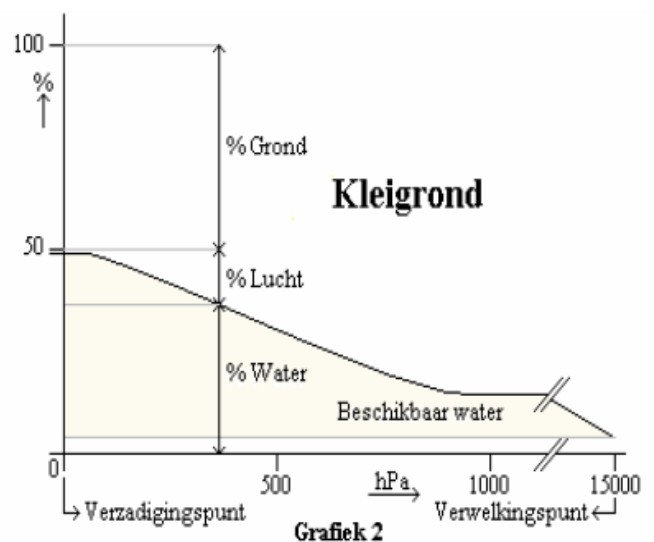 100
%
% Grond
Kleigrond
50
% Lucht
% Water
Beschikbaar water
0
500
hPa
1000
15000
Verzadigingspunt
Verwelkingspunt
Grafiek 2